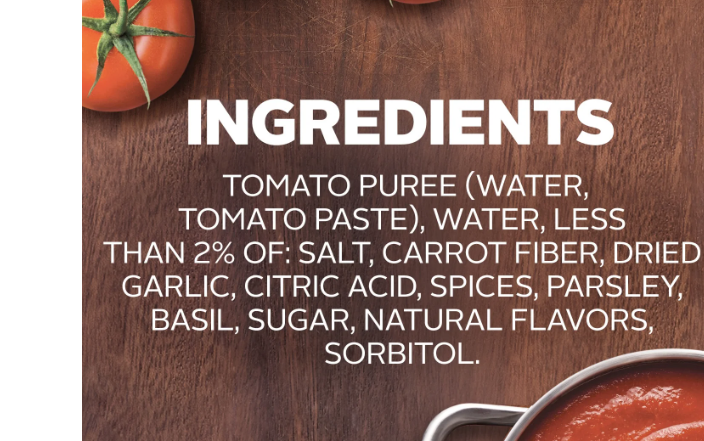 INGREDIENTS
TOMATO PUREE (WATER,
TOMATO PASTE), WATER, LESS
THAN 2% OF: SALT, CARROT FIBER, DRIED
GARLIC, CITRIC ACID, SPICES, PARSLEY,
BASIL, SUGAR, NATURAL FLAVORS,
SORBITOL.